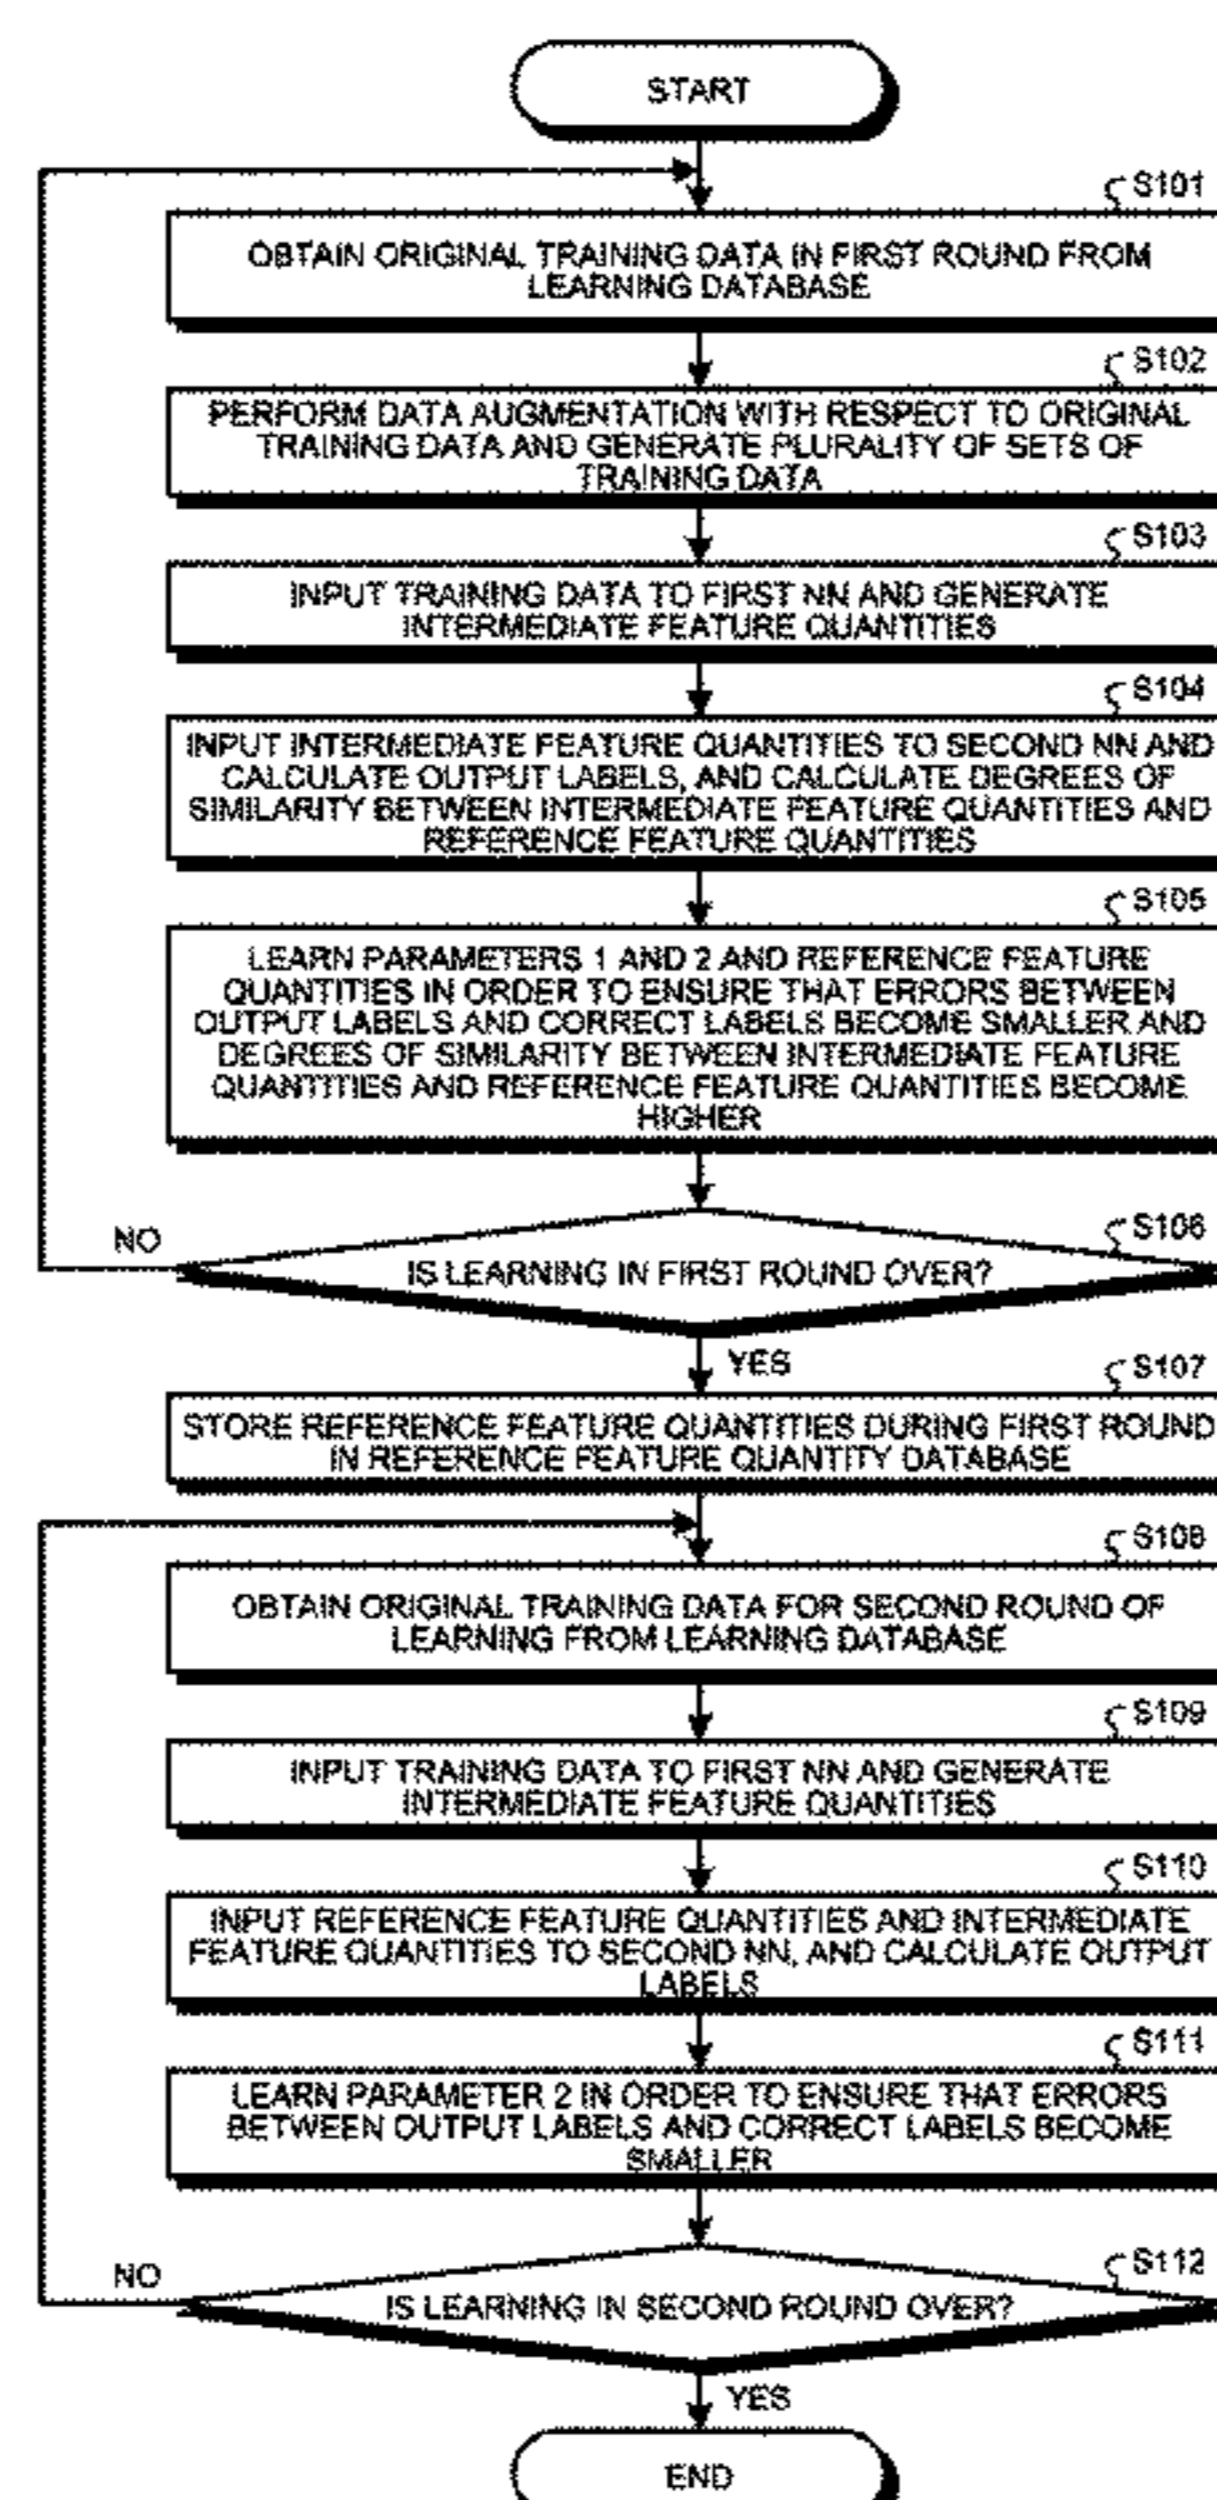 START
S101
OBTAIN ORIGINAL TRAINING DATA IN FIRST ROUND FROM
LEARNING DATABASE
S102
PERFORM DATA AUGMENTATION WITH RESPECT TO ORIGINAL
TRAINING DATA AND GENERATE PLURALITY OF SETS OF
TRAINING DATA
S103
INPUT TRAINING DATA TO FIRST NN AND GENERATE
INTERMEDIATE FEATURE QUANTITIES
S104
INPUT INTERMEDIATE FEATURE QUANTITIES TO SECOND NN AND
CALCULATE OUTPUT LABELS, AND CALCULATE DEGREES OF
SIMILARITY BETWEEN INTERMEDIATE FEATURE QUANTITIES AND
REFERENCE FEATURE QUANTITIES
S105
LEARN PARAMETERS 1 AND 2 AND REFERENCE FEATURE
QUANTITIES IN ORDER TO ENSURE THAT ERRORS BETWEEN
OUTPUT LABELS AND CORRECT LABELS BECOME SMALLER AND
DEGREES OF SIMILARITY BETWEEN INTERMEDIATE FEATURE
QUANTITIES AND REFERENCE FEATURE QUANTITIES BECOME
HIGHER
S106
NO
IS LEARNING IN FIRST ROUND OVER?
YES
S107
STORE REFERENCE FEATURE QUANTITIES DURING FIRST ROUND
IN REFERENCE FEATURE QUANTITY DATABASE
S108
OBTAIN ORIGINAL TRAINING DATA FOR SECOND ROUND OF
LEARNING FROM LEARNING DATABASE
S109
INPUT TRAINING DATA TO FIRST NN AND GENERATE
INTERMEDIATE FEATURE QUANTITIES
S110
INPUT REFERENCE FEATURE QUANTITIES AND INTERMEDIATE
FEATURE QUANTITIES TO SECOND NN, AND CALCULATE OUTPUT
LABELS
S111
LEARN PARAMETER 2 IN ORDER TO ENSURE THAT ERRORS
BETWEEN OUTPUT LABELS AND CORRECT LABELS BECOME
SMALLER
S112
NO
IS LEARNING IN SECOND ROUND OVER?
YES
END